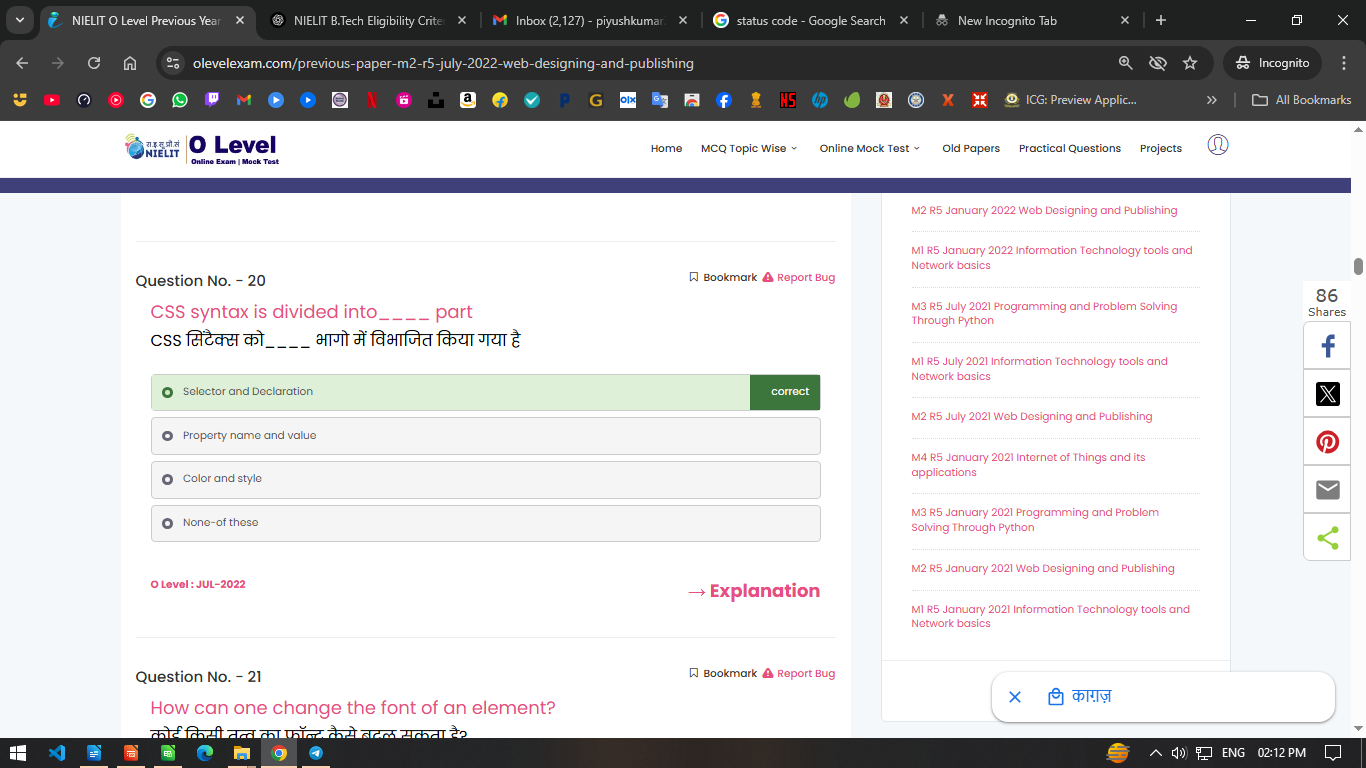 NIELIT O Level Previous Year
NIELIT B.Tech Eligibility Crite
Inbox (2,127) - piyushkumar
status code - Google Search
New Incognito Tab
olevelexam.com/previous-paper-m2-r5-july-2022-web-designing-and-publishing
Incognito
ICG: Preview Applic...
All Bookmarks
रा.इ.सू.प्रौ.सं
NIELIT
O Level
Online Exam | Mock Test
Home
MCQ Topic Wise
Online Mock Test
Old Papers
Practical Questions
Projects
Question No. - 20
Bookmark
Report Bug
CSS syntax is divided into____ part
CSS सिंटैक्स को____ भागो में विभाजित किया गया है
Selector and Declaration
correct
Property name and value
Color and style
None-of these
O Level : JUL-2022
→ Explanation
Question No. - 21
Bookmark
Report Bug
How can one change the font of an element?
कोई किसी तत्व का फ़ॉन्ट कैसे बदल सकता है?
M2 R5 January 2022 Web Designing and Publishing
M1 R5 January 2022 Information Technology tools and
Network basics
M3 R5 July 2021 Programming and Problem Solving
Through Python
M1 R5 July 2021 Information Technology tools and
Network basics
M2 R5 July 2021 Web Designing and Publishing
M4 R5 January 2021 Internet of Things and its
applications
M3 R5 January 2021 Programming and Problem
Solving Through Python
M2 R5 January 2021 Web Designing and Publishing
M1 R5 January 2021 Information Technology tools and
Network basics
86
Shares
काग़ज़
ENG
02:12 PM